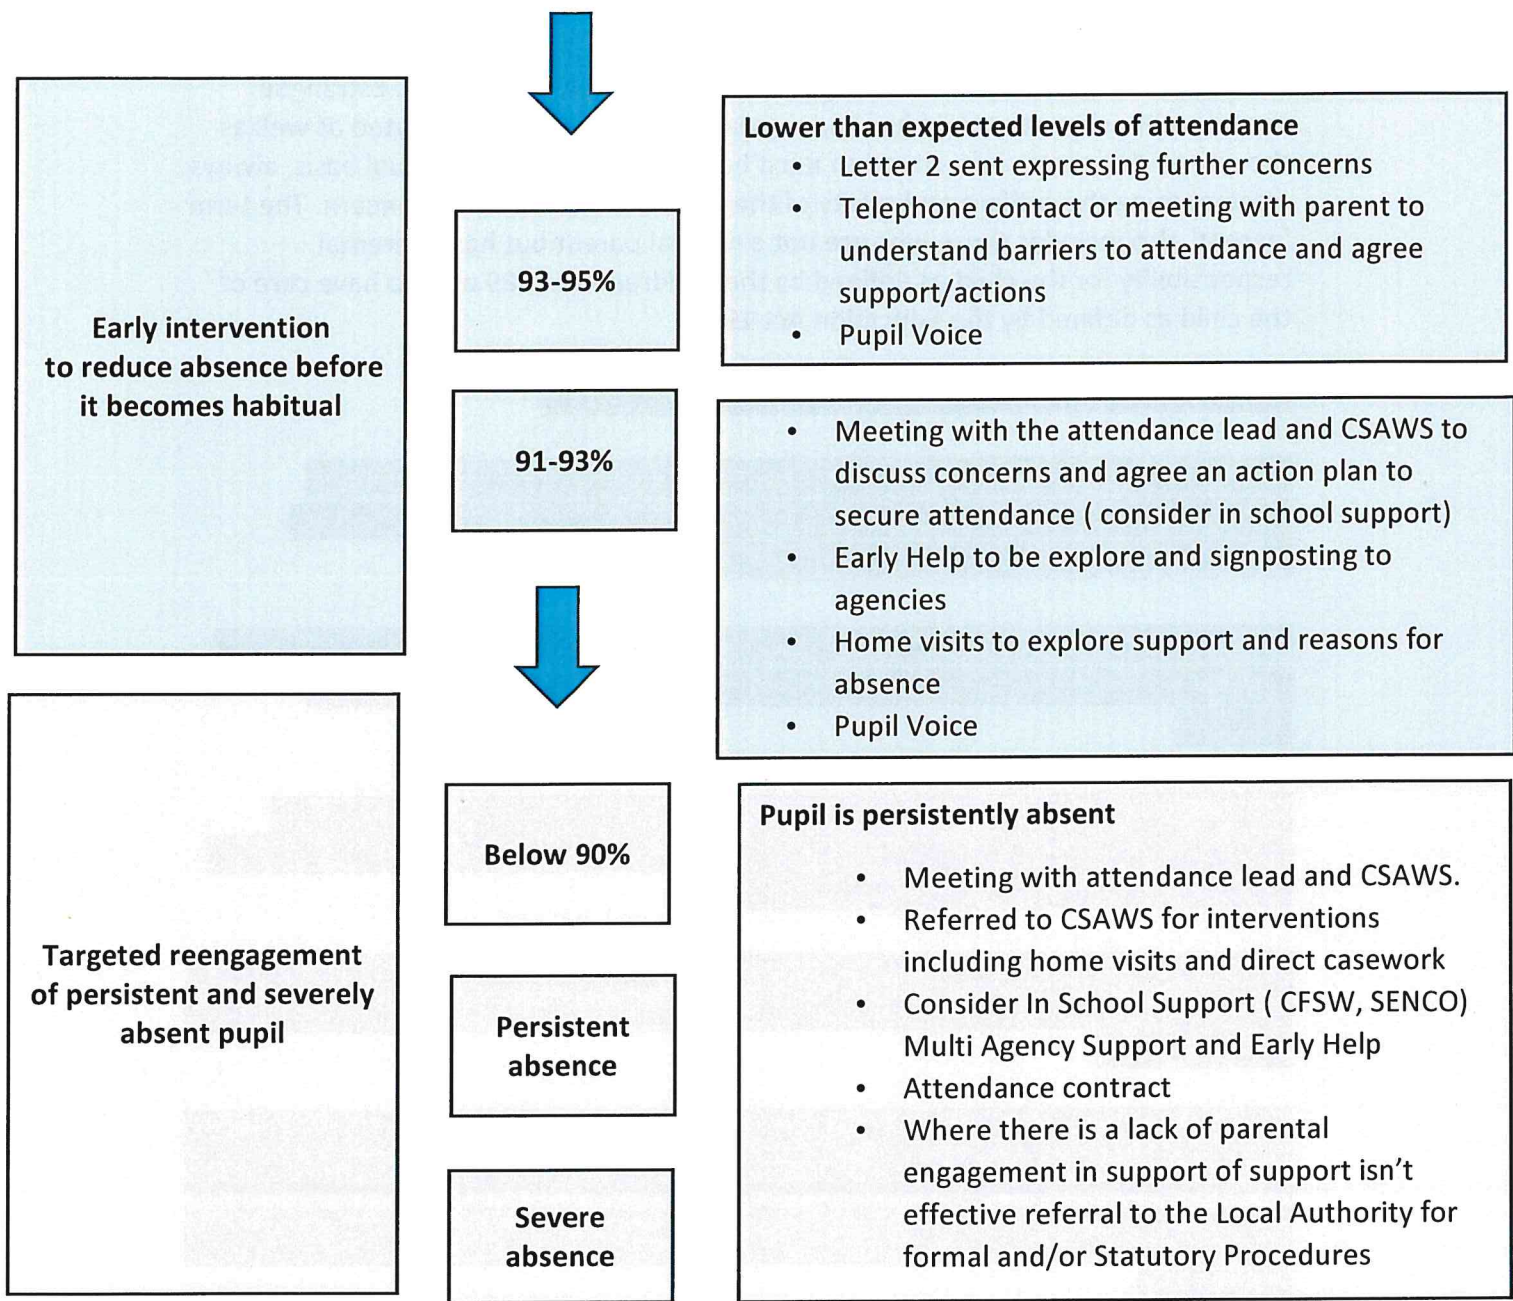 Early intervention
to reduce absence before
it becomes habitual
93-95%
Lower than expected levels of attendance
• Letter 2 sent expressing further concerns
• Telephone contact or meeting with parent to
understand barriers to attendance and agree
support/actions
• Pupil Voice
91-93%
• Meeting with the attendance lead and CSAWS to
discuss concerns and agree an action plan to
secure attendance ( consider in school support)
• Early Help to be explore and signposting to
agencies
• Home visits to explore support and reasons for
absence
• Pupil Voice
Targeted reengagement
of persistent and severely
absent pupil
Below 90%
Persistent
absence
Severe
absence
Pupil is persistently absent
• Meeting with attendance lead and CSAWS.
• Referred to CSAWS for interventions
including home visits and direct casework
• Consider In School Support ( CFSW, SENCO)
Multi Agency Support and Early Help
• Attendance contract
• Where there is a lack of parental
engagement in support of support isn't
effective referral to the Local Authority for
formal and/or Statutory Procedures